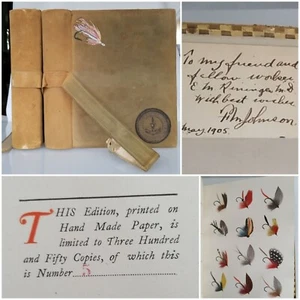 To my friend and
fellow worker
E M M.D
With best wishes
Johnson
May 1905.
THIS Edition, printed on
Hand Made Paper, is
limited to Three Hundred
and Fifty Copies, of which this
is Number 5